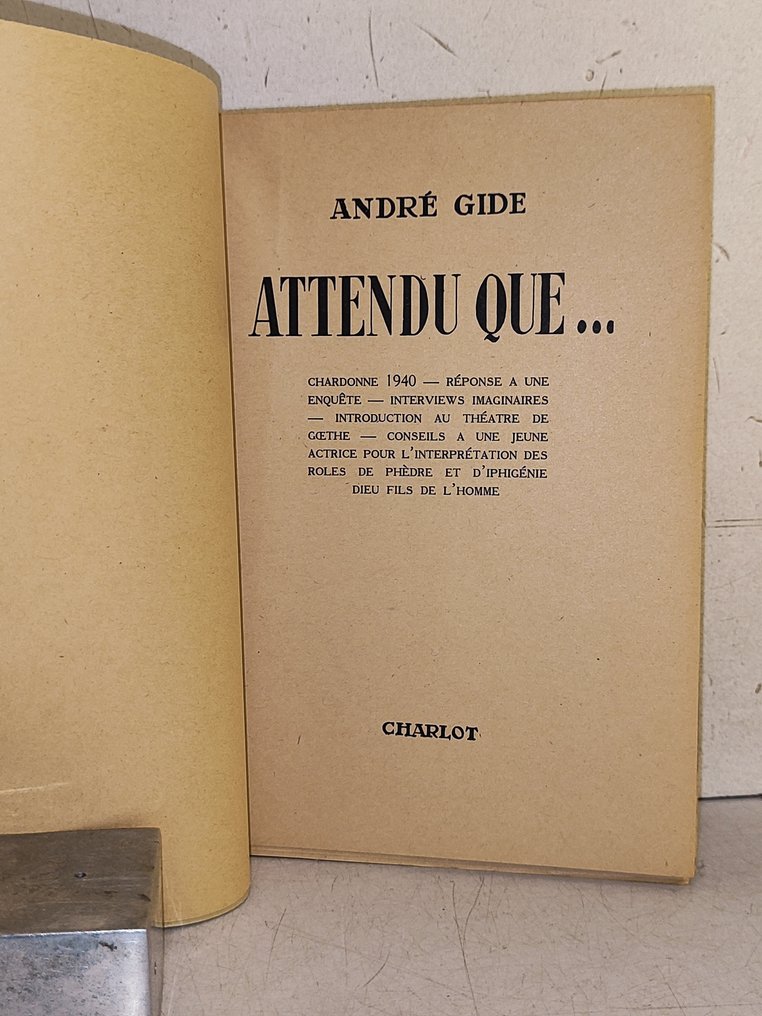 ANDRÉ GIDE
ATTENDU QUE...
CHARDONNE 1940 — RÉPONSE A UNE
ENQUÊTE — INTERVIEWS IMAGINAIRES
— INTRODUCTION AU THÉATRE DE
GŒTHE — CONSEILS A UNE JEUNE
ACTRICE POUR L'INTERPRÉTATION DES
ROLES DE PHÈDRE ET D'IPHIGÉNIE
DIEU FILS DE L'HOMME
CHARLOT